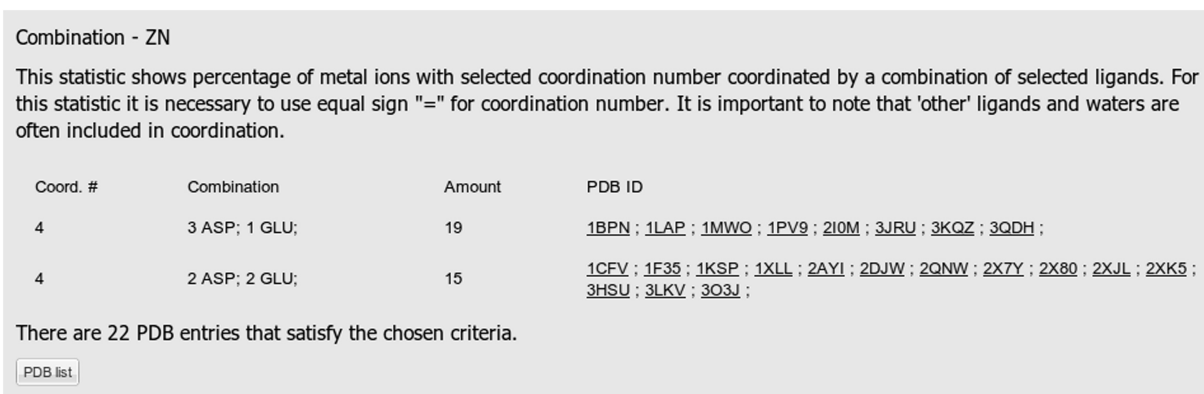 Combination - ZN
This statistic shows percentage of metal ions with selected coordination number coordinated by a combination of selected ligands. For
this statistic it is necessary to use equal sign "=" for coordination number. It is important to note that 'other' ligands and waters are
often included in coordination.
Coord. # Combination Amount PDB ID
4 3 ASP; 1 GLU; 19 1BPN ; 1LAP ; 1MWO ; 1PV9 ; 2I0M ; 3JRU ; 3KQZ ; 3QDH ;
4 2 ASP; 2 GLU; 15 1CFV ; 1F35 ; 1KSP ; 1XLL ; 2AYI ; 2DJW ; 2QNW ; 2X7Y ; 2X80 ; 2XJL ; 2XK5 ;
3HSU ; 3LKV ; 3O3J ;
There are 22 PDB entries that satisfy the chosen criteria.
PDB list